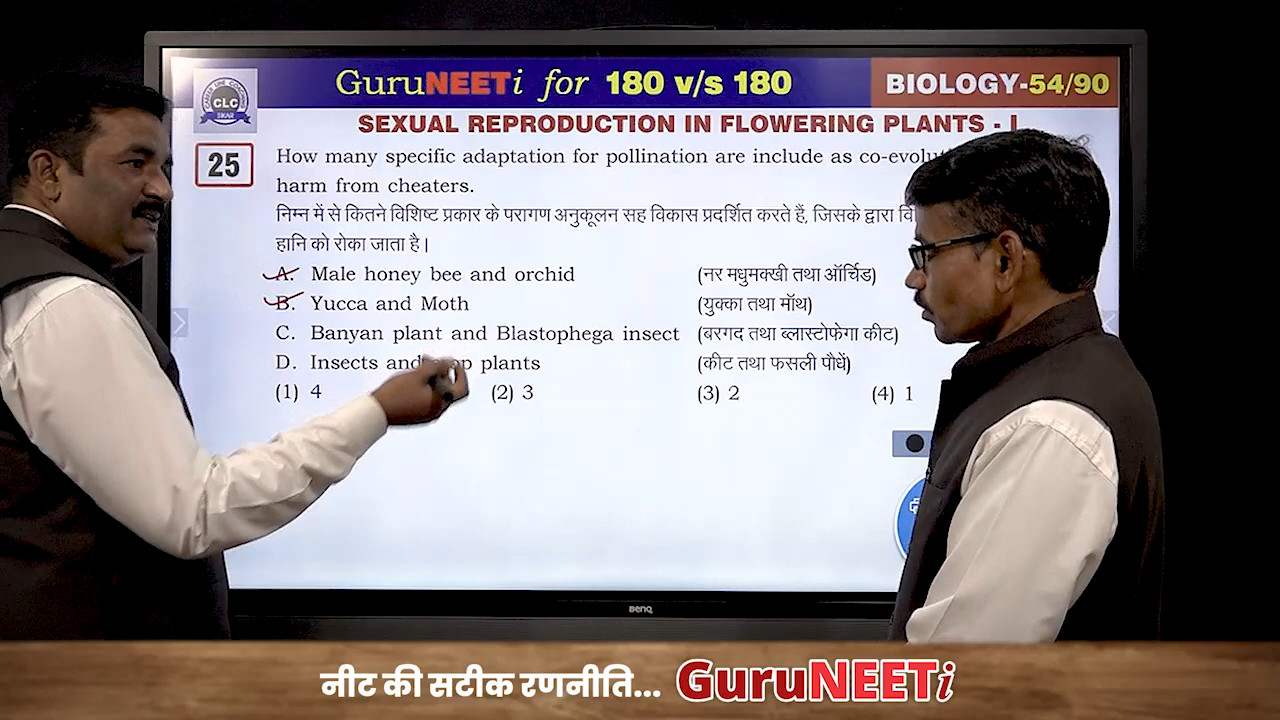 GuruNEETi for 180 v/s 180
BIOLOGY-54/90
CLC
SIKAR
SEXUAL REPRODUCTION IN FLOWERING PLANTS - I
25
How many specific adaptation for pollination are include as
harm from cheaters.
निम्न में से कितने विशिष्ट प्रकार के परागण अनुकूलन सह विकास प्रदर्शित करते हैं, जिसके द्वारा
हानि को रोका जाता है।
A. Male honey bee and orchid (नर मधुमक्खी तथा ऑर्चिड)
B. Yucca and Moth (युक्का तथा मॉथ)
C. Banyan plant and Blastophega insect (बरगद तथा ब्लास्टोफेगा कीट)
D. Insects and plants (कीट तथा फसली पौधें)
(1) 4 (2) 3 (3) 2 (4) 1
BenQ
नीट की सटीक रणनीति... GuruNEETi